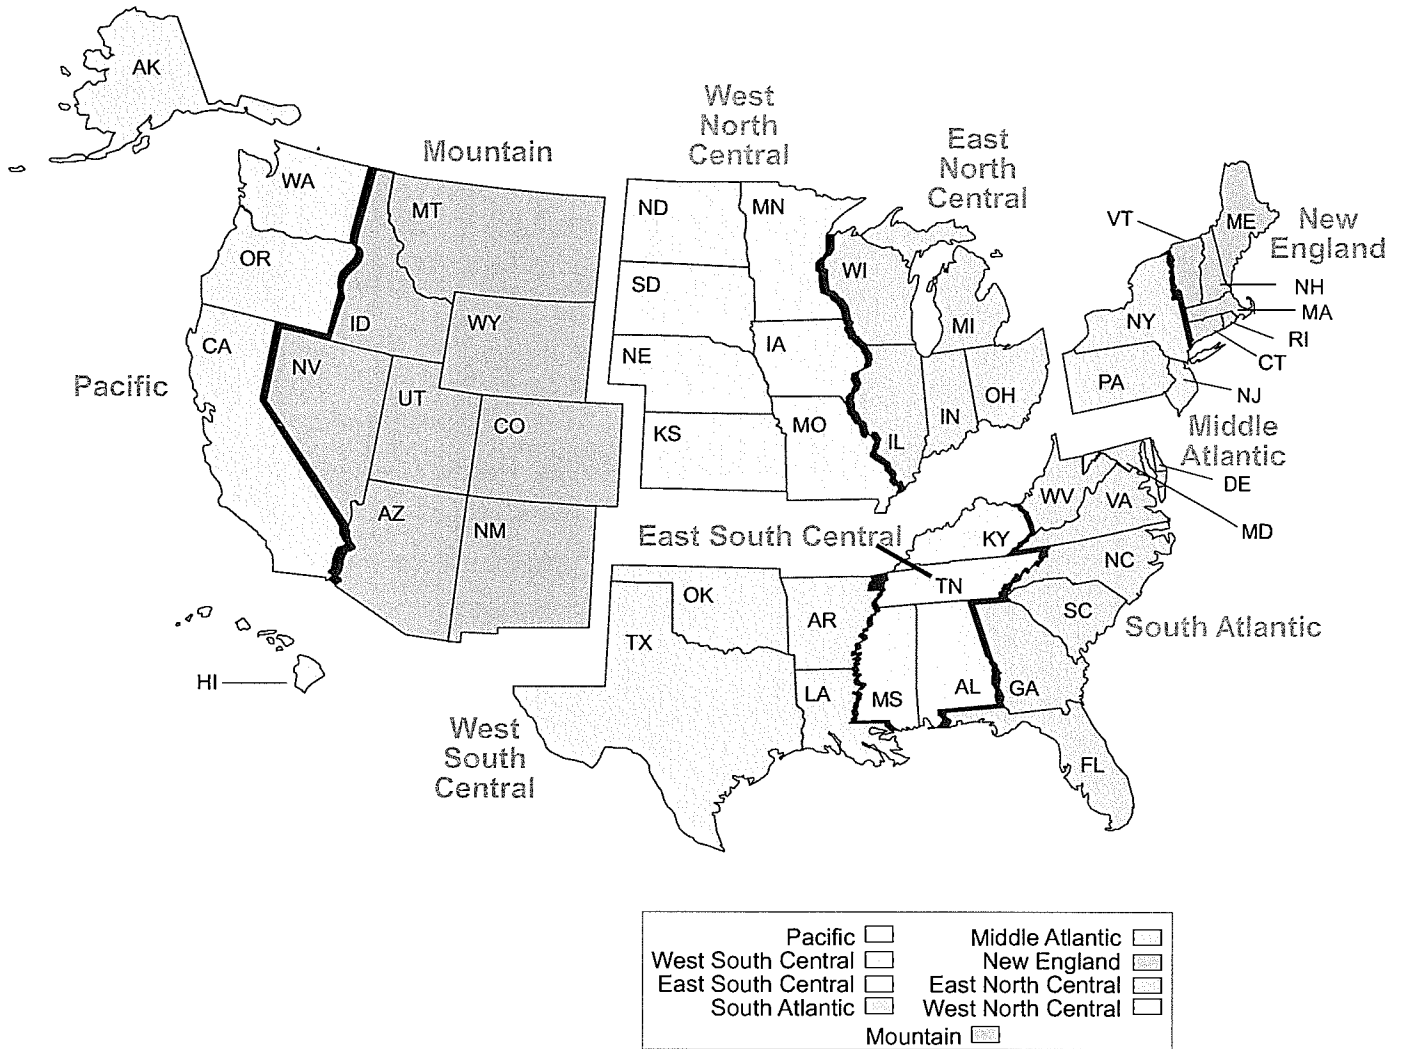 AK
West
North
Central
East
North
Central
Mountain
WA
MT
ND
MN
VT
ME
New
England
OR
WI
SD
NH
ID
WY
MA
CA
NY
MI
IA
RI
NE
CT
NV
Pacific
UT
PA
OH
NJ
CO
KS
MO
IL
IN
Middle
Atlantic
DE
WV
VA
AZ
NM
East South Central
KY
MD
NC
TN
OK
AR
SC
South Atlantic
TX
HI
LA
MS
AL
GA
West
South
Central
FL
Pacific
Middle Atlantic
West South Central
New England
East South Central
East North Central
South Atlantic
West North Central
Mountain